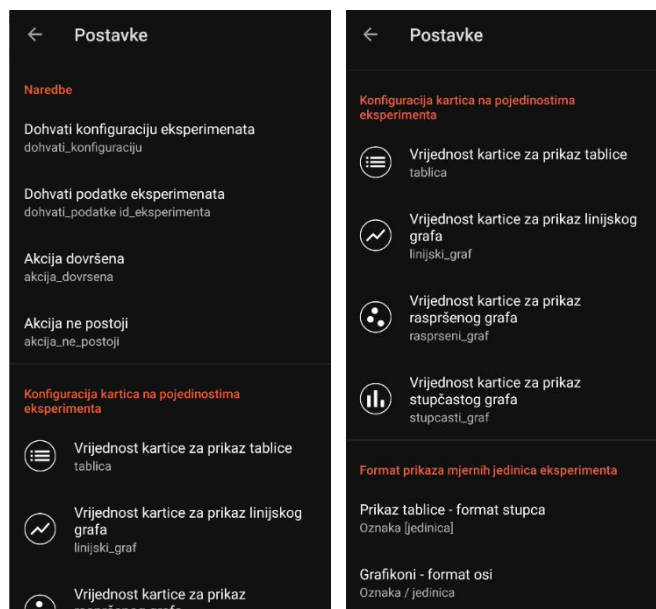 Postavke
Naredbe
Dohvati konfiguraciju eksperimenata
dohvati_konfiguraciju
Dohvati podatke eksperimenata
dohvati_podatke id_eksperimenta
Akcija dovršena
akcija_dovrsena
Akcija ne postoji
akcija_ne_postoji
Konfiguracija kartica na pojedinostima
eksperimenta
Vrijednost kartice za prikaz tablice
tablica
Vrijednost kartice za prikaz linijskog
grafa
linijski_graf
Vrijednost kartice za prikaz
Postavke
Konfiguracija kartica na pojedinostima
eksperimenta
Vrijednost kartice za prikaz tablice
tablica
Vrijednost kartice za prikaz linijskog
grafa
linijski_graf
Vrijednost kartice za prikaz
raspršenog grafa
rasprseni_graf
Vrijednost kartice za prikaz
stupčastog grafa
stupcasti_graf
Format prikaza mjernih jedinica eksperimenta
Prikaz tablice - format stupca
Oznaka [jedinica]
Grafikoni - format osi
Oznaka / jedinica